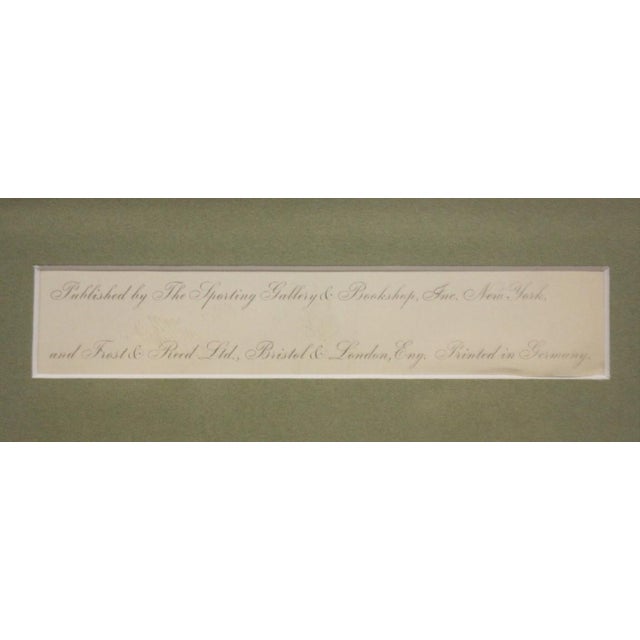 Published by The Sporting Gallery & Bookshop, Inc. New York,
and Frost & Reed Ltd., Bristol & London, Eng. Printed in Germany.